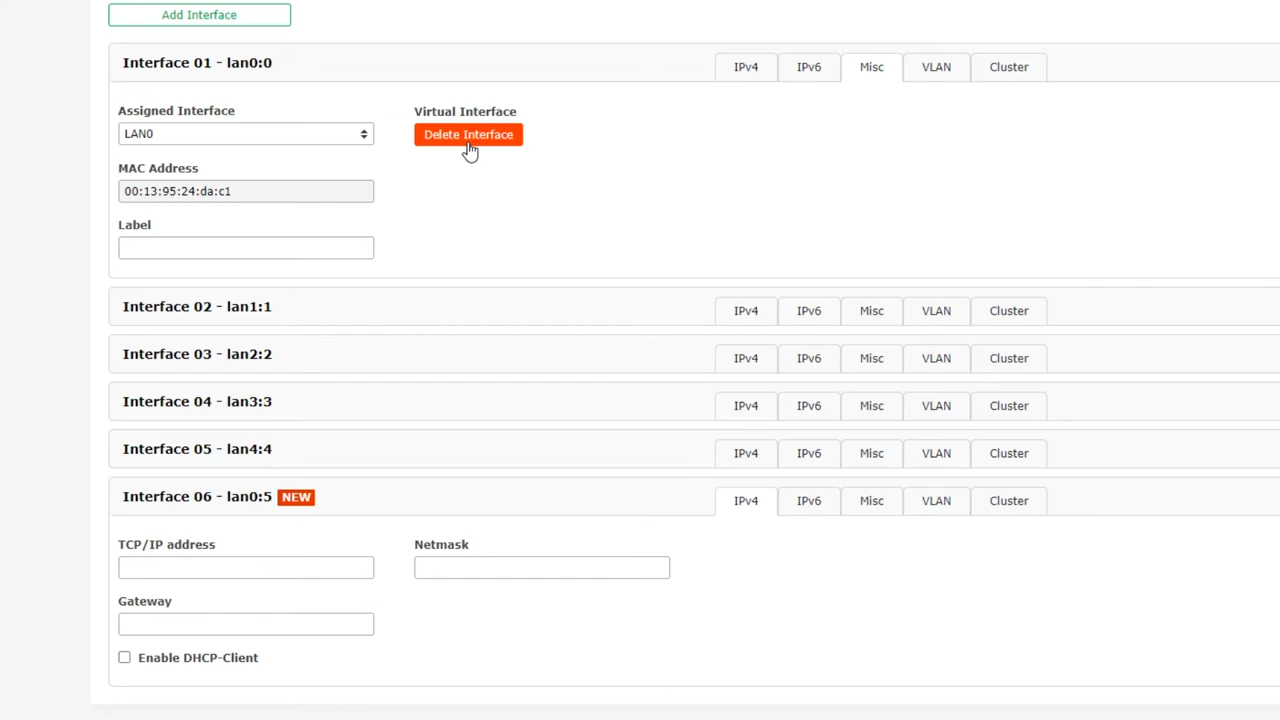 Add Interface
Interface 01 - lan0:0 IPv4 IPv6 Misc VLAN Cluster
Assigned Interface Virtual Interface
LAN0 Delete Interface
MAC Address
00:13:95:24:da:c1
Label
Interface 02 - lan1:1 IPv4 IPv6 Misc VLAN Cluster
Interface 03 - lan2:2 IPv4 IPv6 Misc VLAN Cluster
Interface 04 - lan3:3 IPv4 IPv6 Misc VLAN Cluster
Interface 05 - lan4:4 IPv4 IPv6 Misc VLAN Cluster
Interface 06 - lan0:5 NEW IPv4 IPv6 Misc VLAN Cluster
TCP/IP address Netmask
Gateway
Enable DHCP-Client